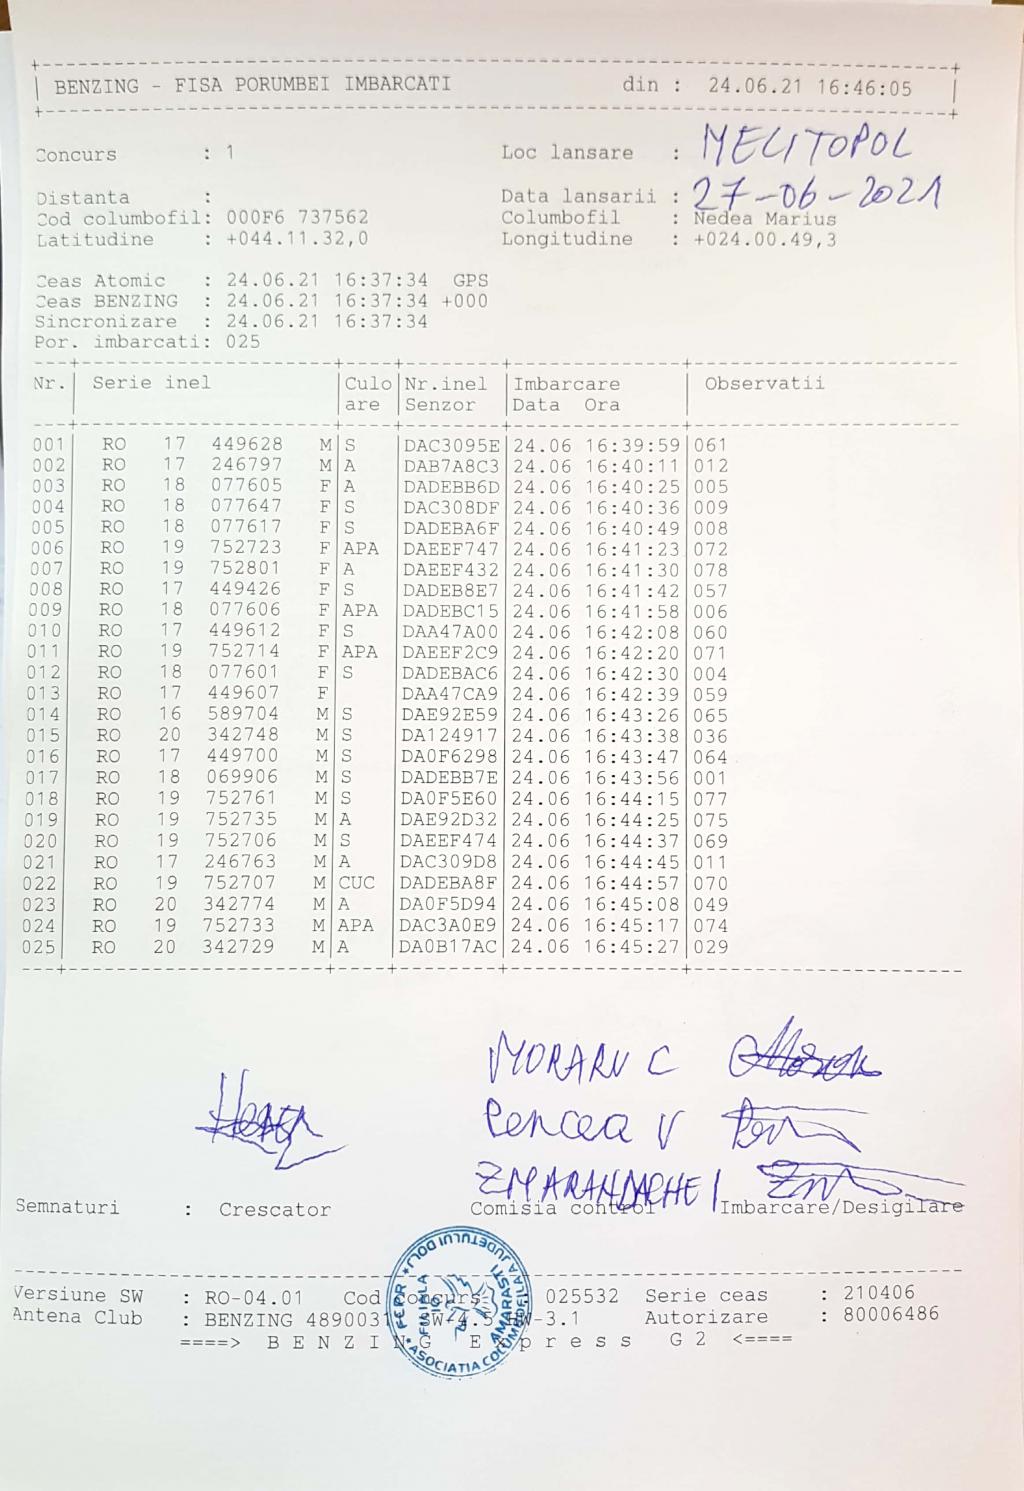 BENZING - FISA PORUMBEI IMBARCATI din : 24.06.21 16:46:05
Concurs : 1 Loc lansare : MELITOPOL
Distanta : Data lansarii : 27-06-2021
Cod columbofil: 000F6 737562 Columbofil : Nedea Marius
Latitudine : +044.11.32,0 Longitudine : +024.00.49,3
Ceas Atomic : 24.06.21 16:37:34 GPS
Ceas BENZING : 24.06.21 16:37:34 +000
Sincronizare : 24.06.21 16:37:34
Por. imbarcati: 025
Nr. Serie inel Culo Nr.inel Imbarcare Observatii
are Senzor Data Ora
001 RO 17 449628 M S DAC3095E 24.06 16:39:59 061
002 RO 17 246797 M A DAB7A8C3 24.06 16:40:11 012
003 RO 18 077605 F A DADEBB6D 24.06 16:40:25 005
004 RO 18 077647 F S DAC308DF 24.06 16:40:36 009
005 RO 18 077617 F S DADEBA6F 24.06 16:40:49 008
006 RO 19 752723 F APA DAEEF747 24.06 16:41:23 072
007 RO 19 752801 F A DAEEF432 24.06 16:41:30 078
008 RO 17 449426 F S DADEB8E7 24.06 16:41:42 057
009 RO 18 077606 F APA DADEBC15 24.06 16:41:58 006
010 RO 17 449612 F S DAA47A00 24.06 16:42:08 060
011 RO 19 752714 F APA DAEEF2C9 24.06 16:42:20 071
012 RO 18 077601 F S DADEBAC6 24.06 16:42:30 004
013 RO 17 449607 F DAA47CA9 24.06 16:42:39 059
014 RO 16 589704 M S DAE92E59 24.06 16:43:26 065
015 RO 20 342748 M S DA124917 24.06 16:43:38 036
016 RO 17 449700 M S DA0F6298 24.06 16:43:47 064
017 RO 18 069906 M S DADEBB7E 24.06 16:43:56 001
018 RO 19 752761 M S DA0F5E60 24.06 16:44:15 077
019 RO 19 752735 M A DAE92D32 24.06 16:44:25 075
020 RO 19 752706 M S DAEEF474 24.06 16:44:37 069
021 RO 17 246763 M A DAC309D8 24.06 16:44:45 011
022 RO 19 752707 M CUC DADEBA8F 24.06 16:44:57 070
023 RO 20 342774 M A DA0F5D94 24.06 16:45:08 049
024 RO 19 752733 M APA DAC3A0E9 24.06 16:45:17 074
025 RO 20 342729 M A DA0B17AC 24.06 16:45:27 029
MORARU C
Pencea V
ZMARANDACHE I
Semnaturi : Crescator Comisia control Imbarcare/Desigilare
Versiune SW : RO-04.01 Cod Concurs 025532 Serie ceas : 210406
Antena Club : BENZING 4890031 SW-4.5 HW-3.1 Autorizare : 80006486
====> B E N Z I N G E x p r e s s G 2 <====
FEPR * JUDETULUI DOLJ
FILIALA AMARASTI
* ASOCIATIA COLUMBOFILA